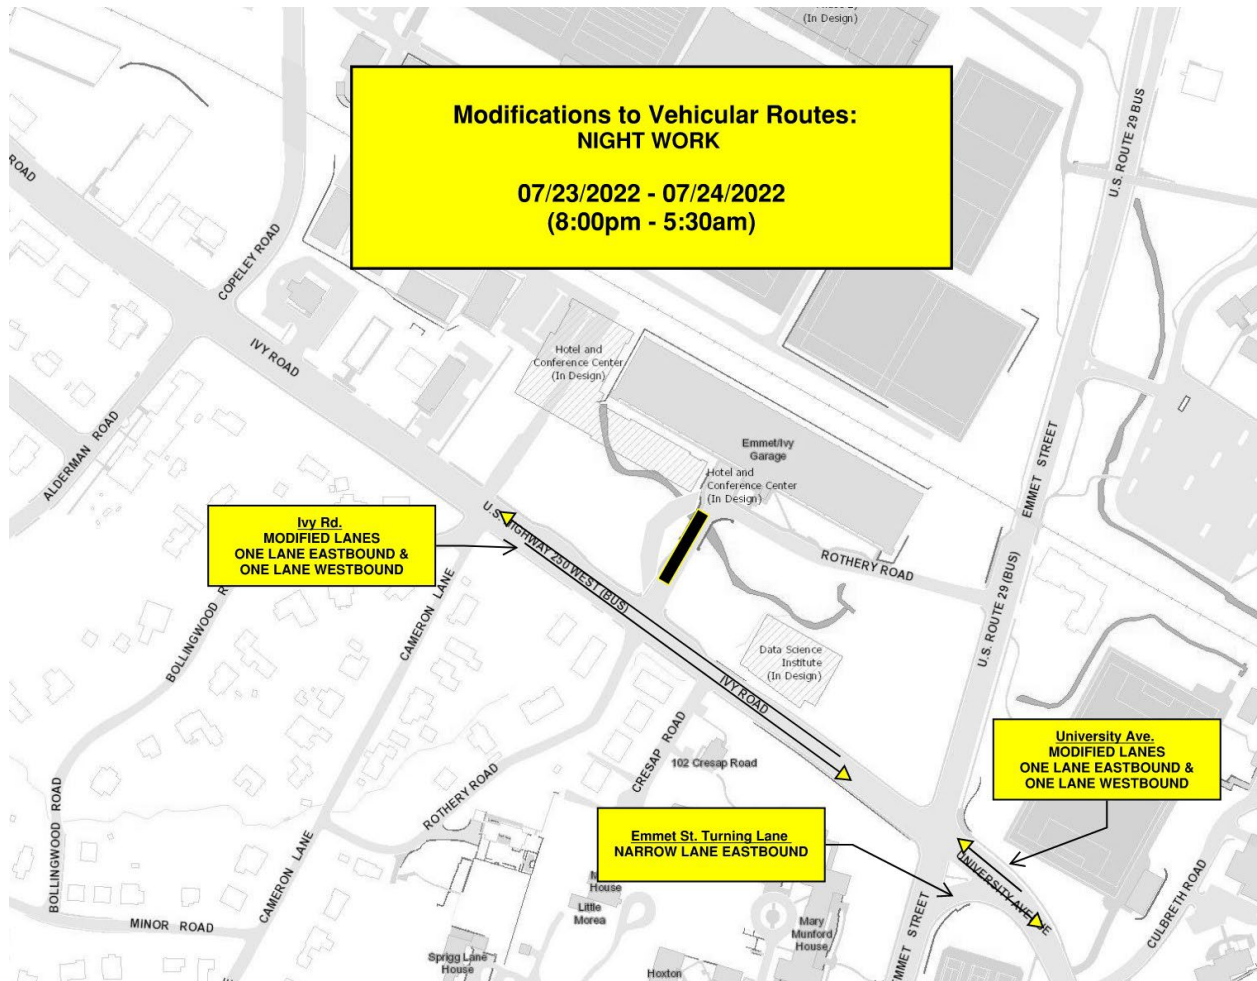 (In Design)
Modifications to Vehicular Routes:
NIGHT WORK
07/23/2022 - 07/24/2022
(8:00pm - 5:30am)
U.S. ROUTE 29 BUS
ROAD
COPELEY ROAD
IVY ROAD
ALDERMAN ROAD
Hotel and
Conference Center
(In Design)
Emmet/Ivy
Garage
Hotel and
Conference Center
(In Design)
EMMET STREET
ROTHERY ROAD
U.S. ROUTE 29 (BUS)
Ivy Rd.
MODIFIED LANES
ONE LANE EASTBOUND &
ONE LANE WESTBOUND
U.S. HIGHWAY 250 WEST (BUS)
BOLLINGWOOD
CAMERON LANE
Data Science
Institute
(In Design)
IVY ROAD
University Ave.
MODIFIED LANES
ONE LANE EASTBOUND &
ONE LANE WESTBOUND
102 Cresap Road
CRESAP ROAD
ROTHERY ROAD
BOLLINGWOOD ROAD
Emmet St. Turning Lane
NARROW LANE EASTBOUND
UNIVERSITY AVENUE
CULBRETH ROAD
CAMERON LANE
MINOR ROAD
House
Little
Morea
Mary
Munford
House
EMMET STREET
Sprigg Lane
House
Hoxton